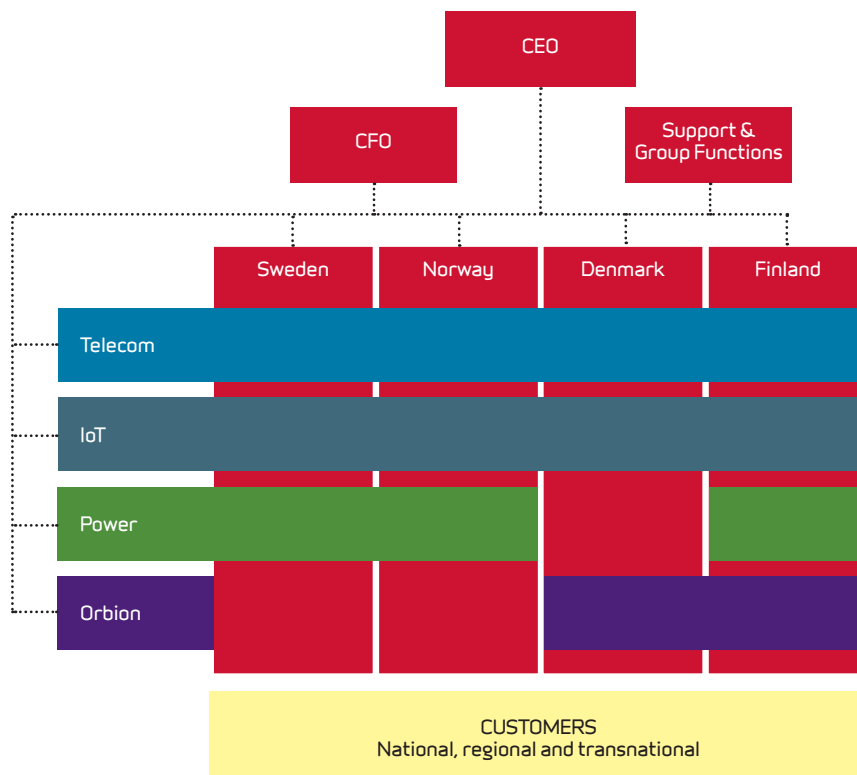 CEO
CFO
Support &
Group Functions
Sweden
Norway
Denmark
Finland
Telecom
IoT
Power
Orbion
CUSTOMERS
National, regional and transnational